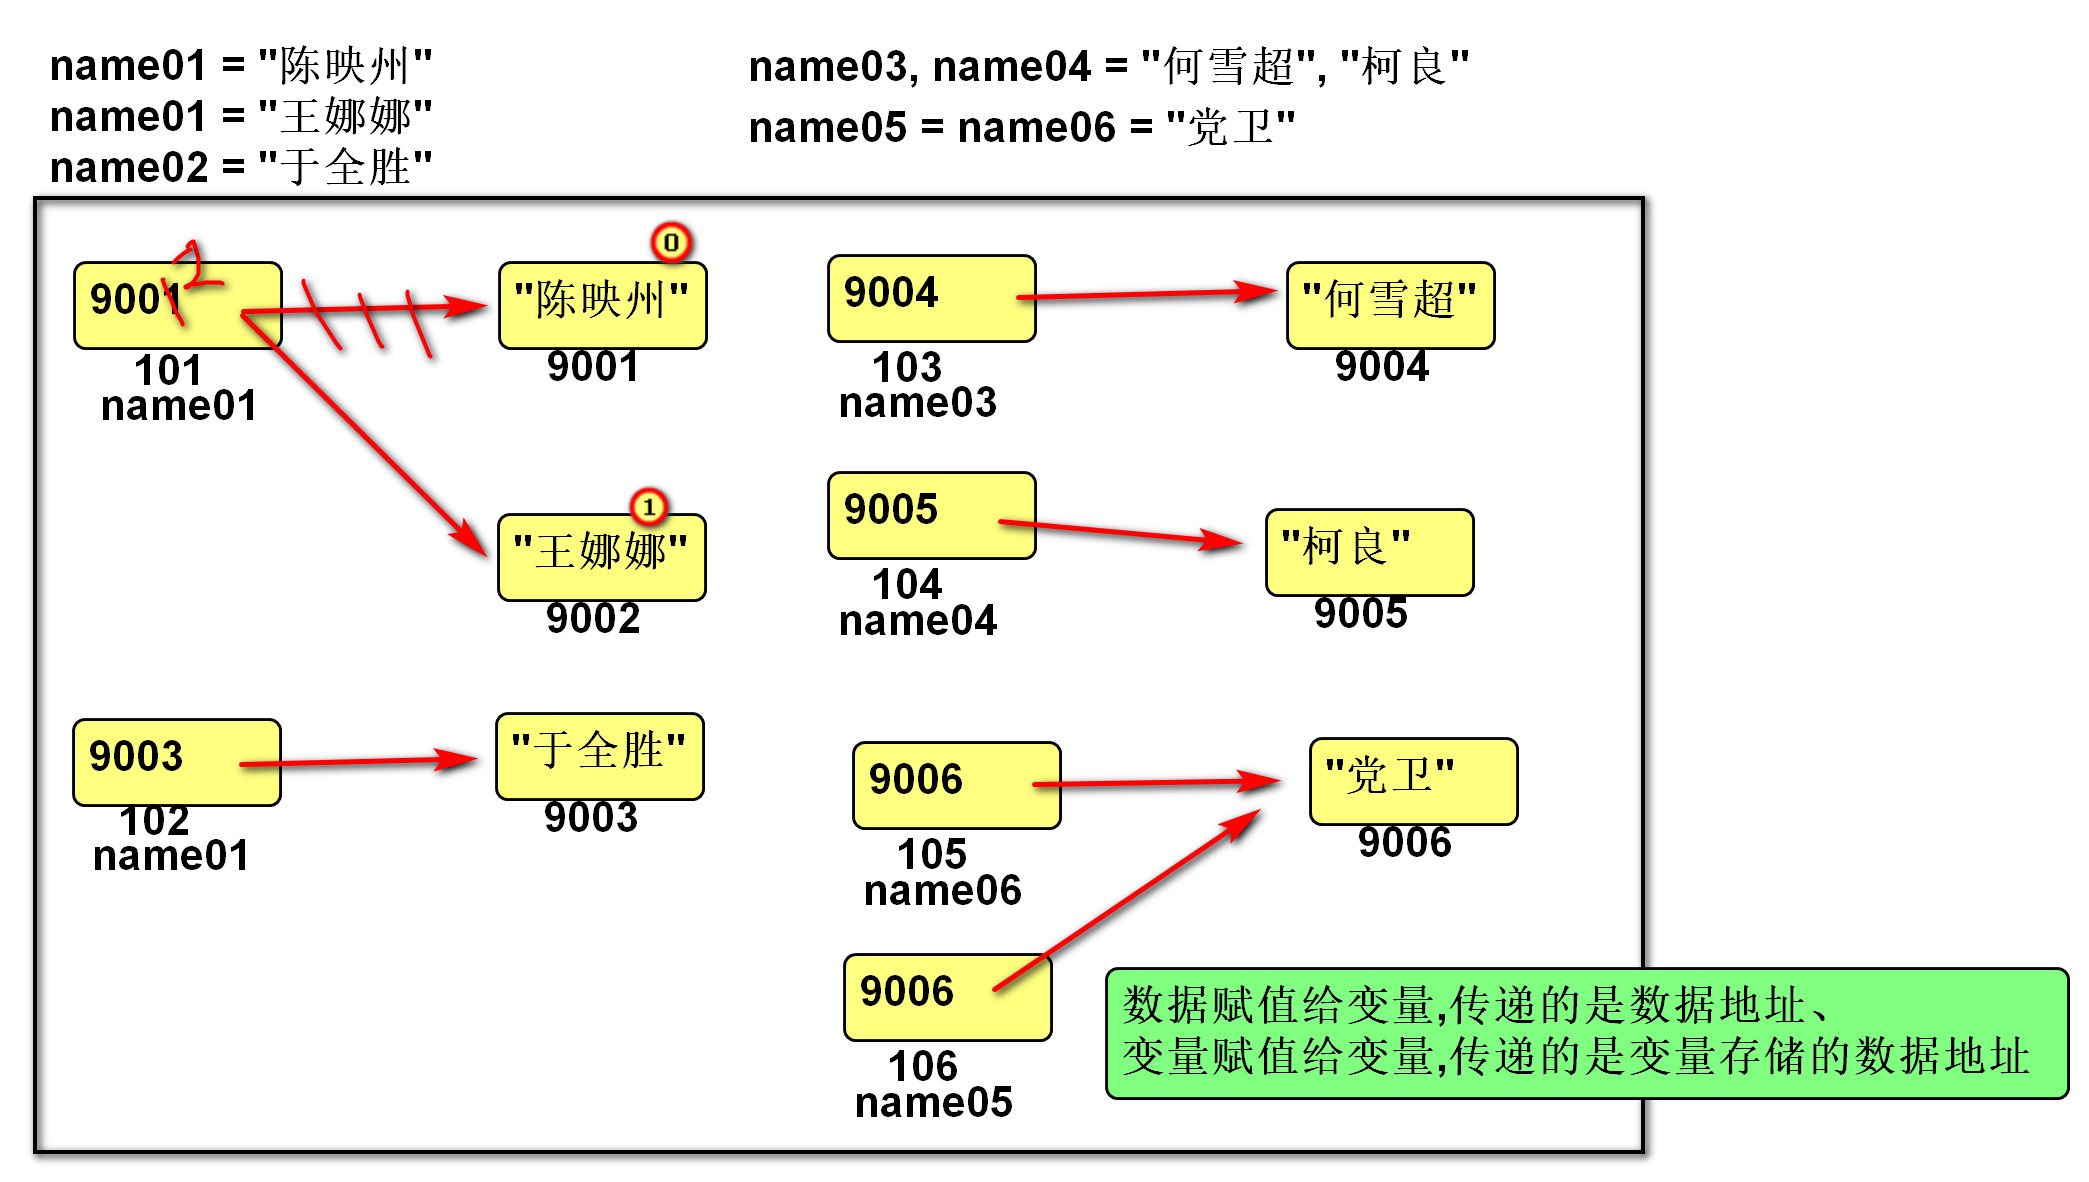 name01 = "陈映州"
name01 = "王娜娜"
name02 = "于全胜"
name03, name04 = "何雪超", "柯良"
name05 = name06 = "党卫"
9001
2
101
name01
0
"陈映州"
9001
1
"王娜娜"
9002
9003
102
name01
"于全胜"
9003
9004
103
name03
"何雪超"
9004
9005
104
name04
"柯良"
9005
9006
105
name06
"党卫"
9006
9006
106
name05
数据赋值给变量,传递的是数据地址、
变量赋值给变量,传递的是变量存储的数据地址